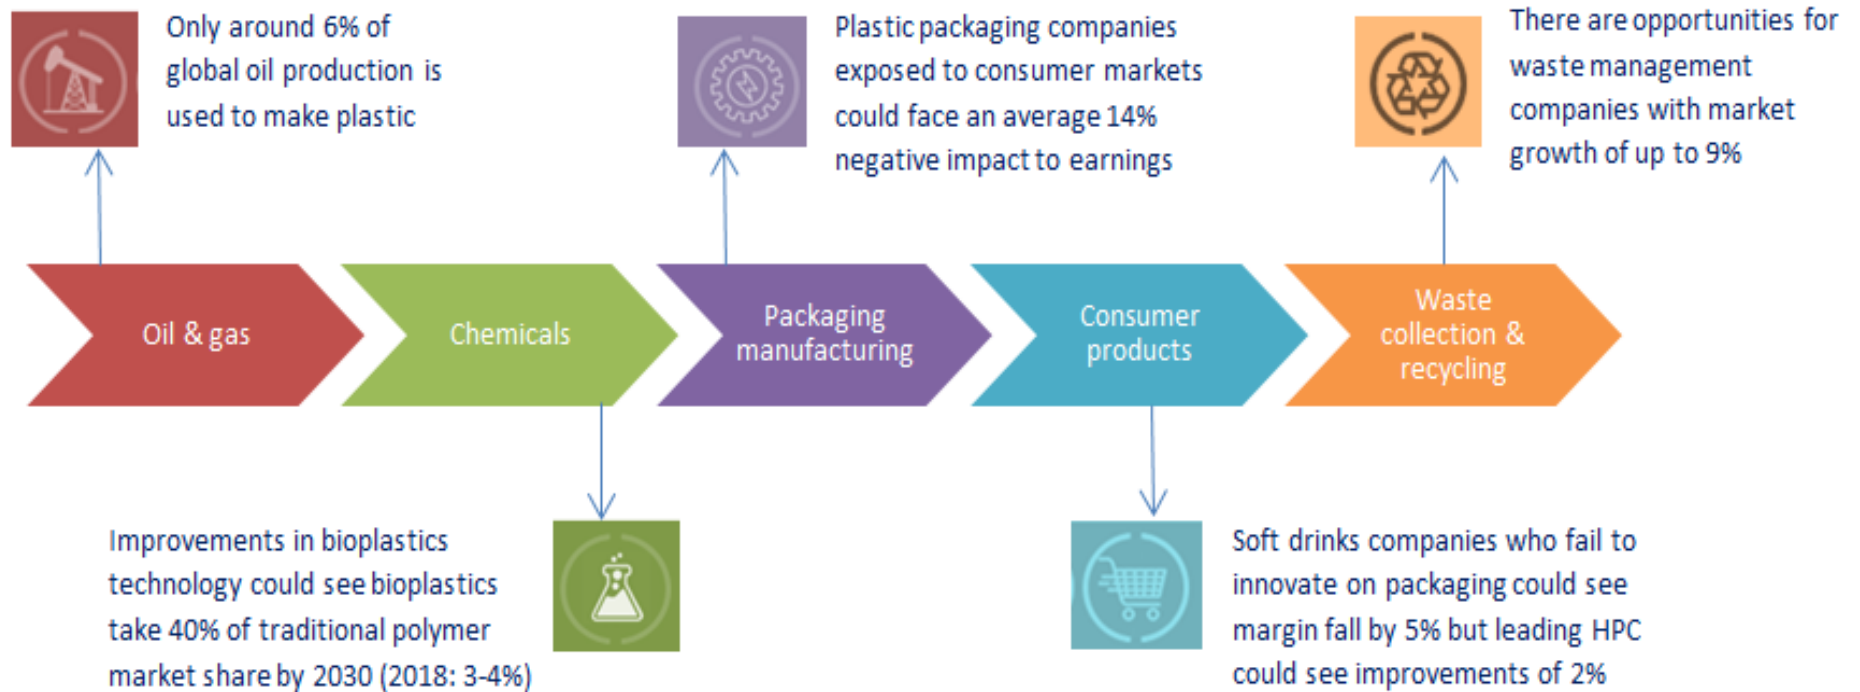 Only around 6% of
global oil production is
used to make plastic
Plastic packaging companies
exposed to consumer markets
could face an average 14%
negative impact to earnings
There are opportunities for
waste management
companies with market
growth of up to 9%
Oil & gas
Chemicals
Packaging
manufacturing
Consumer
products
Waste
collection &
recycling
Improvements in bioplastics
technology could see bioplastics
take 40% of traditional polymer
market share by 2030 (2018: 3-4%)
Soft drinks companies who fail to
innovate on packaging could see
margin fall by 5% but leading HPC
could see improvements of 2%